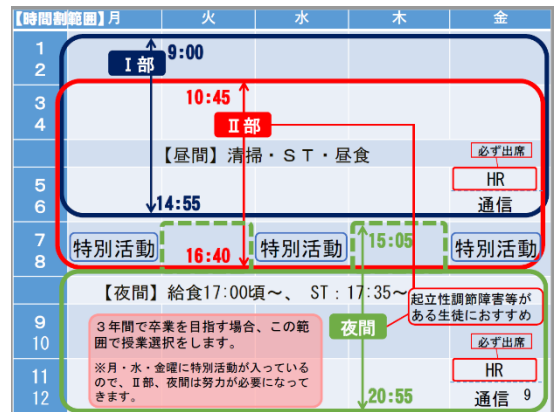 【時間割範囲】月 火 水 木 金
1
2
Ⅰ部
9:00
3
4
10:45
Ⅱ部
【昼間】清掃・ST・昼食
必ず出席
5
6
14:55
HR
通信
7
8
特別活動
16:40
特別活動
15:05
特別活動
【夜間】給食17:00頃～、ST：17:35～
起立性調節障害等が
ある生徒におすすめ
9
10
3年間で卒業を目指す場合、この範
囲で授業選択をします。
※月・水・金曜に特別活動が入っている
ので、Ⅱ部、夜間は努力が必要になって
きます。
夜間
必ず出席
11
12
20:55
HR
通信 9